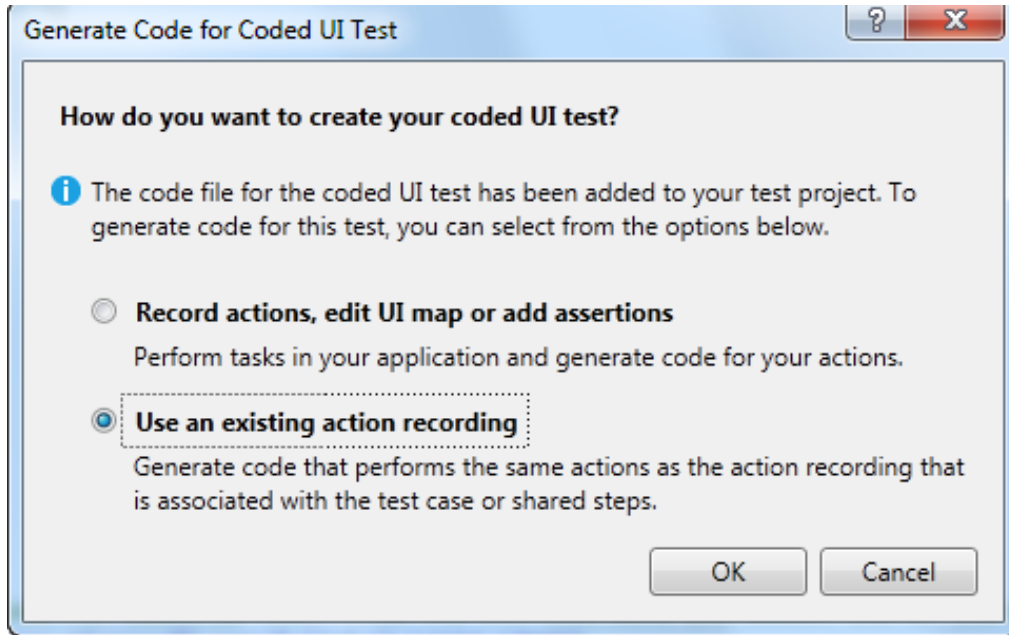 Generate Code for Coded UI Test
?
X
How do you want to create your coded UI test?
i
The code file for the coded UI test has been added to your test project. To
generate code for this test, you can select from the options below.
Record actions, edit UI map or add assertions
Perform tasks in your application and generate code for your actions.
Use an existing action recording
Generate code that performs the same actions as the action recording that
is associated with the test case or shared steps.
OK Cancel